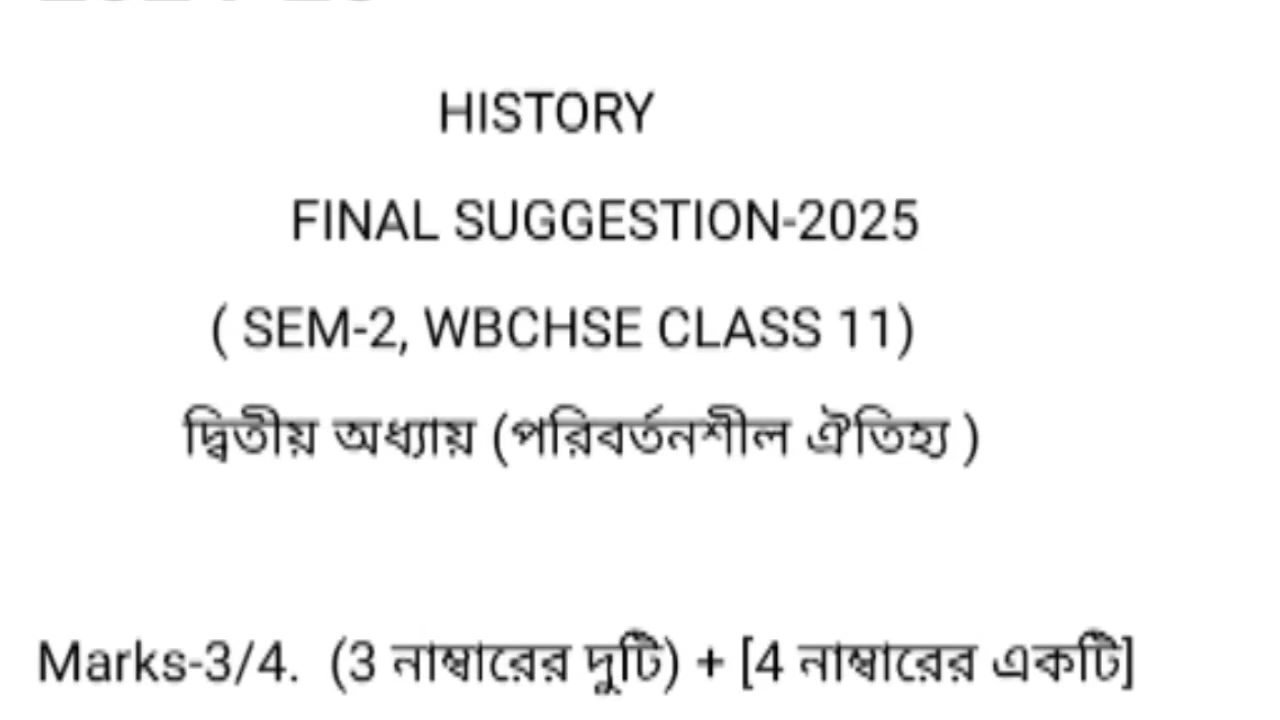 HISTORY
FINAL SUGGESTION-2025
( SEM-2, WBCHSE CLASS 11)
দ্বিতীয় অধ্যায় (পরিবর্তনশীল ঐতিহ্য )
Marks-3/4. (3 নাম্বারের দুটি) + [4 নাম্বারের একটি]